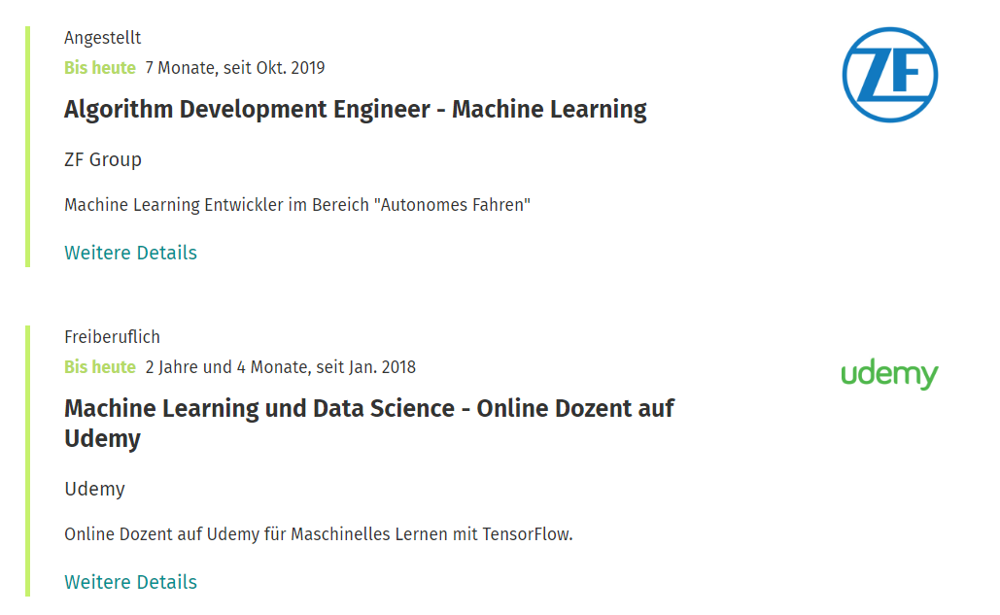 Angestellt
Bis heute 7 Monate, seit Okt. 2019
Algorithm Development Engineer - Machine Learning
ZF Group
Machine Learning Entwickler im Bereich "Autonomes Fahren"
Weitere Details
ZF
Freiberuflich
Bis heute 2 Jahre und 4 Monate, seit Jan. 2018
Machine Learning und Data Science - Online Dozent auf
Udemy
Udemy
Online Dozent auf Udemy für Maschinelles Lernen mit TensorFlow.
Weitere Details
udemy